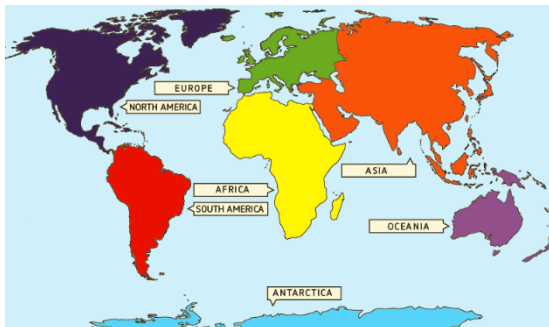 EUROPE
NORTH AMERICA
ASIA
AFRICA
SOUTH AMERICA
OCEANIA
ANTARCTICA